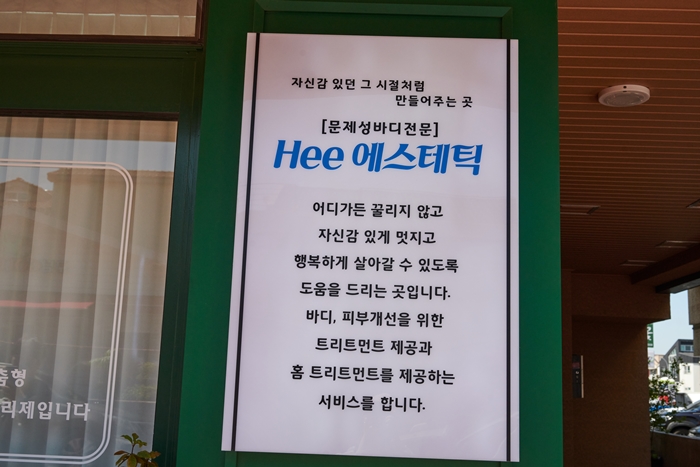 자신감 있던 그 시절처럼
만들어주는 곳
[문제성바디전문]
Hee 에스테틱
어디가든 꿀리지 않고
자신감 있게 멋지고
행복하게 살아갈 수 있도록
도움을 드리는 곳입니다.
바디, 피부개선을 위한
트리트먼트 제공과
홈 트리트먼트를 제공하는
서비스를 합니다.
춤형
리제입니다